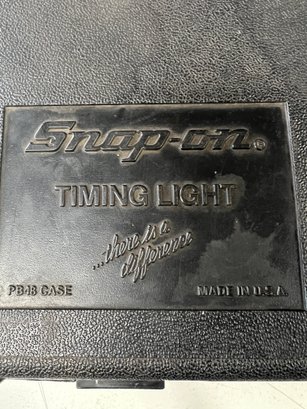 Snap-on®
TIMING LIGHT
...there is a
difference
PB-18 CASE MADE IN U.S.A.